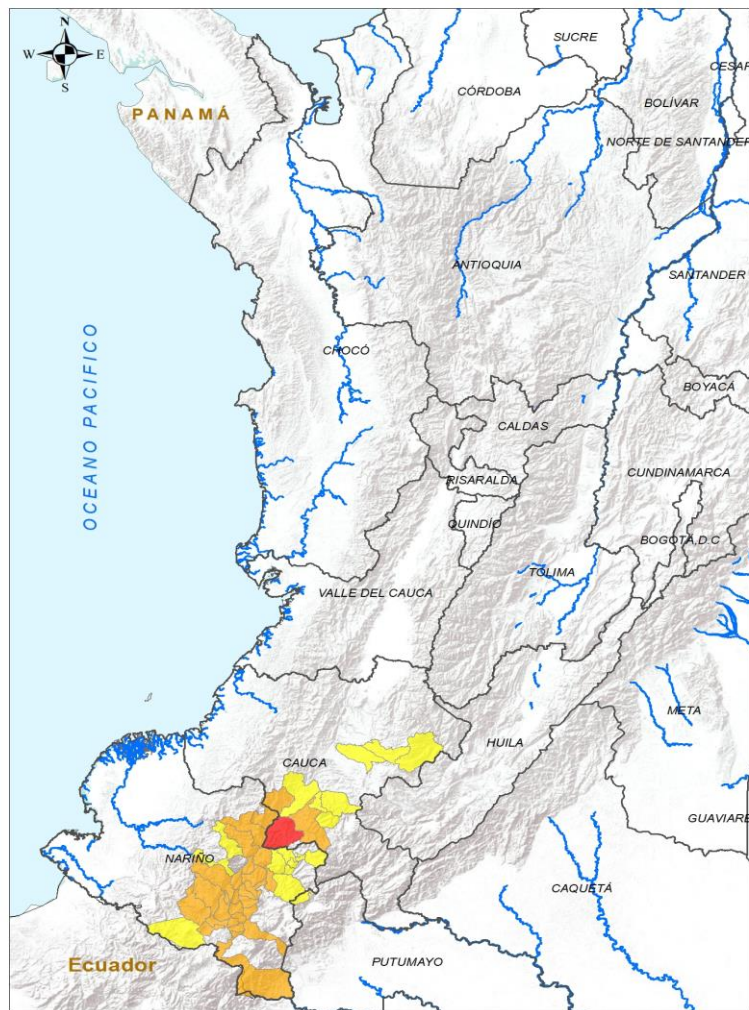 N
W E
S
PANAMÁ
SUCRE
CESAR
CÓRDOBA
BOLÍVAR
NORTE DE SANTANDER
ANTIOQUIA
SANTANDER
OCEANO PACIFICO
CHOCÓ
BOYACÁ
CALDAS
CUNDINAMARCA
RISARALDA
QUINDÍO
BOGOTÁ,D.C
TOLIMA
VALLE DEL CAUCA
META
HUILA
CAUCA
GUAVIARE
NARIÑO
CAQUETÁ
Ecuador
PUTUMAYO